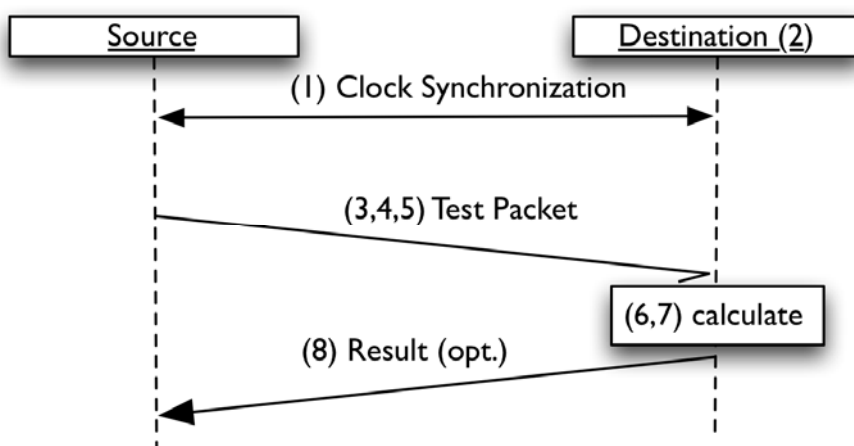 Source
Destination (2)
(1) Clock Synchronization
(3,4,5) Test Packet
(6,7) calculate
(8) Result (opt.)